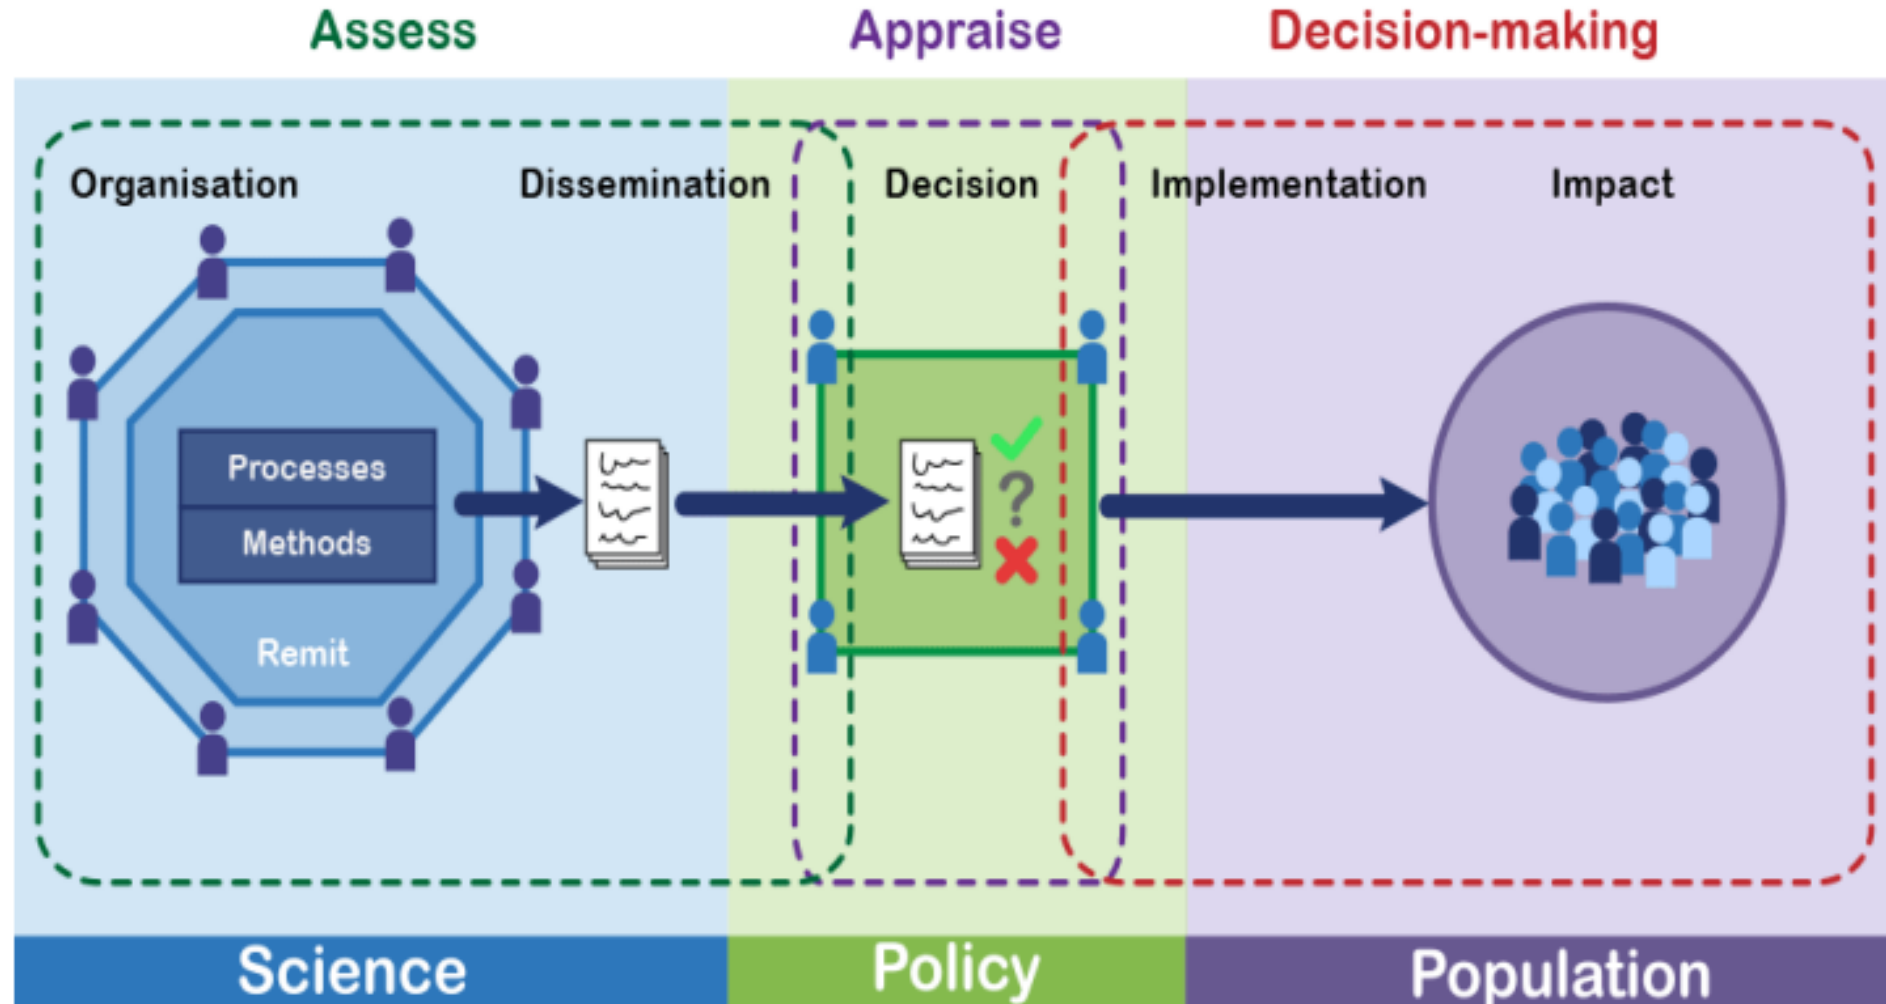 Assess
Appraise
Decision-making
Organisation
Dissemination
Decision
Implementation
Impact
Processes
Methods
Remit
?
Science
Policy
Population